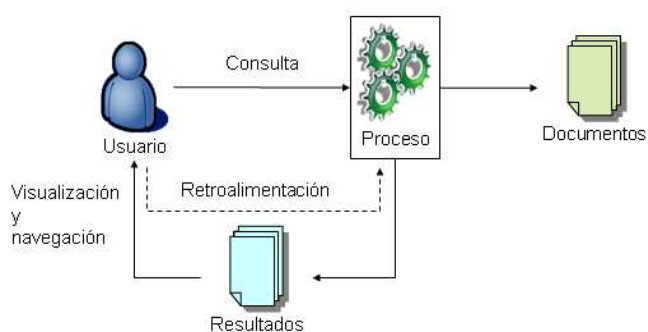 Consulta
Usuario
Proceso
Documentos
Visualización
y
navegación
Retroalimentación
Resultados